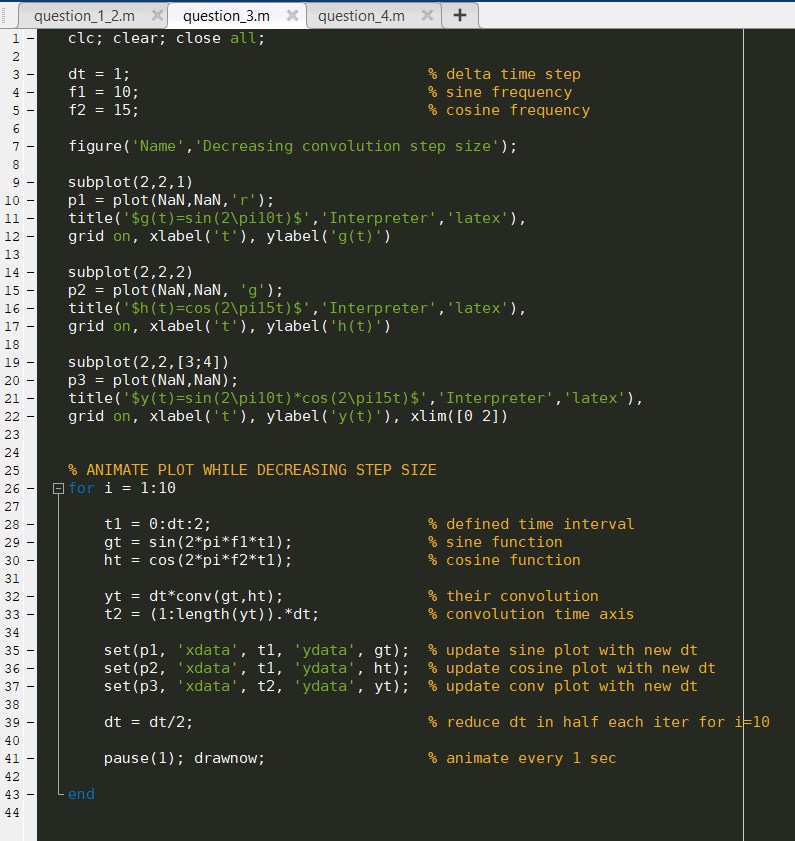 question_1_2.m × question_3.m × question_4.m × +
1 – clc; clear; close all;
2
3 – dt = 1; % delta time step
4 – f1 = 10; % sine frequency
5 – f2 = 15; % cosine frequency
6
7 – figure('Name','Decreasing convolution step size');
8
9 – subplot(2,2,1)
10 – p1 = plot(NaN,NaN,'r');
11 – title('$g(t)=sin(2\pi10t)$','Interpreter','latex'),
12 – grid on, xlabel('t'), ylabel('g(t)')
13
14 – subplot(2,2,2)
15 – p2 = plot(NaN,NaN, 'g');
16 – title('$h(t)=cos(2\pi15t)$','Interpreter','latex'),
17 – grid on, xlabel('t'), ylabel('h(t)')
18
19 – subplot(2,2,[3;4])
20 – p3 = plot(NaN,NaN);
21 – title('$y(t)=sin(2\pi10t)*cos(2\pi15t)$','Interpreter','latex'),
22 – grid on, xlabel('t'), ylabel('y(t)'), xlim([0 2])
23
24
25 % ANIMATE PLOT WHILE DECREASING STEP SIZE
26 – for i = 1:10
27
28 – t1 = 0:dt:2; % defined time interval
29 – gt = sin(2*pi*f1*t1); % sine function
30 – ht = cos(2*pi*f2*t1); % cosine function
31
32 – yt = dt*conv(gt,ht); % their convolution
33 – t2 = (1:length(yt)).*dt; % convolution time axis
34
35 – set(p1, 'xdata', t1, 'ydata', gt); % update sine plot with new dt
36 – set(p2, 'xdata', t1, 'ydata', ht); % update cosine plot with new dt
37 – set(p3, 'xdata', t2, 'ydata', yt); % update conv plot with new dt
38
39 – dt = dt/2; % reduce dt in half each iter for i=10
40
41 – pause(1); drawnow; % animate every 1 sec
42
43 – end
44